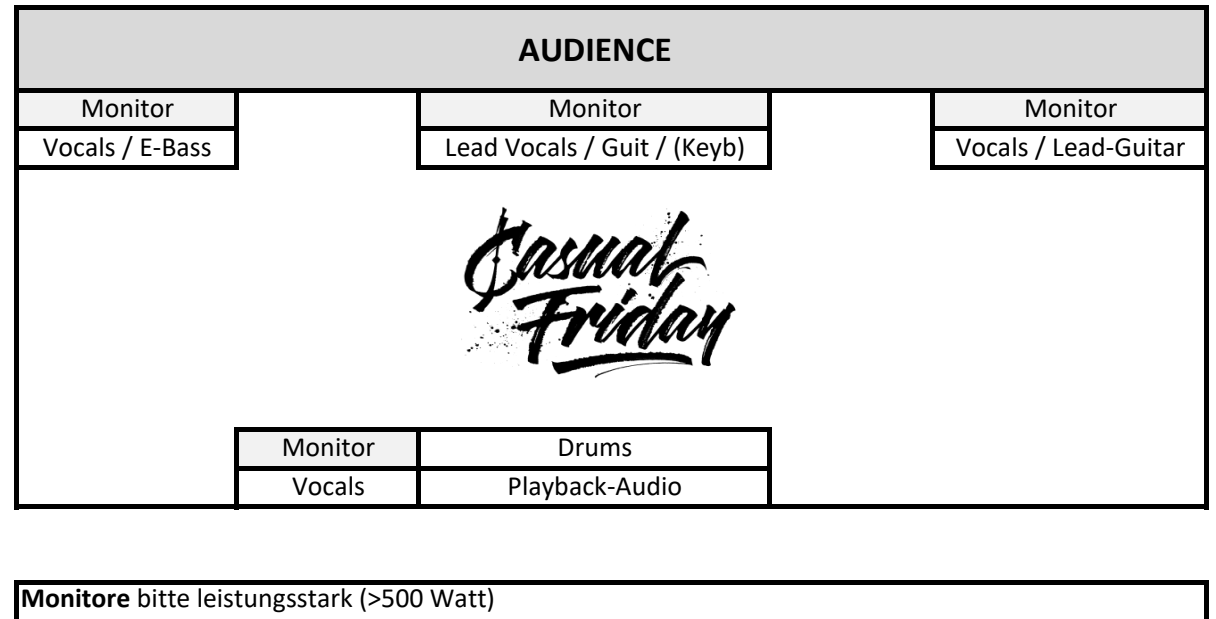 AUDIENCE
Monitor Monitor Monitor
Vocals / E-Bass Lead Vocals / Guit / (Keyb) Vocals / Lead-Guitar
Casual
Friday
Monitor Drums
Vocals Playback-Audio
Monitore bitte leistungsstark (>500 Watt)